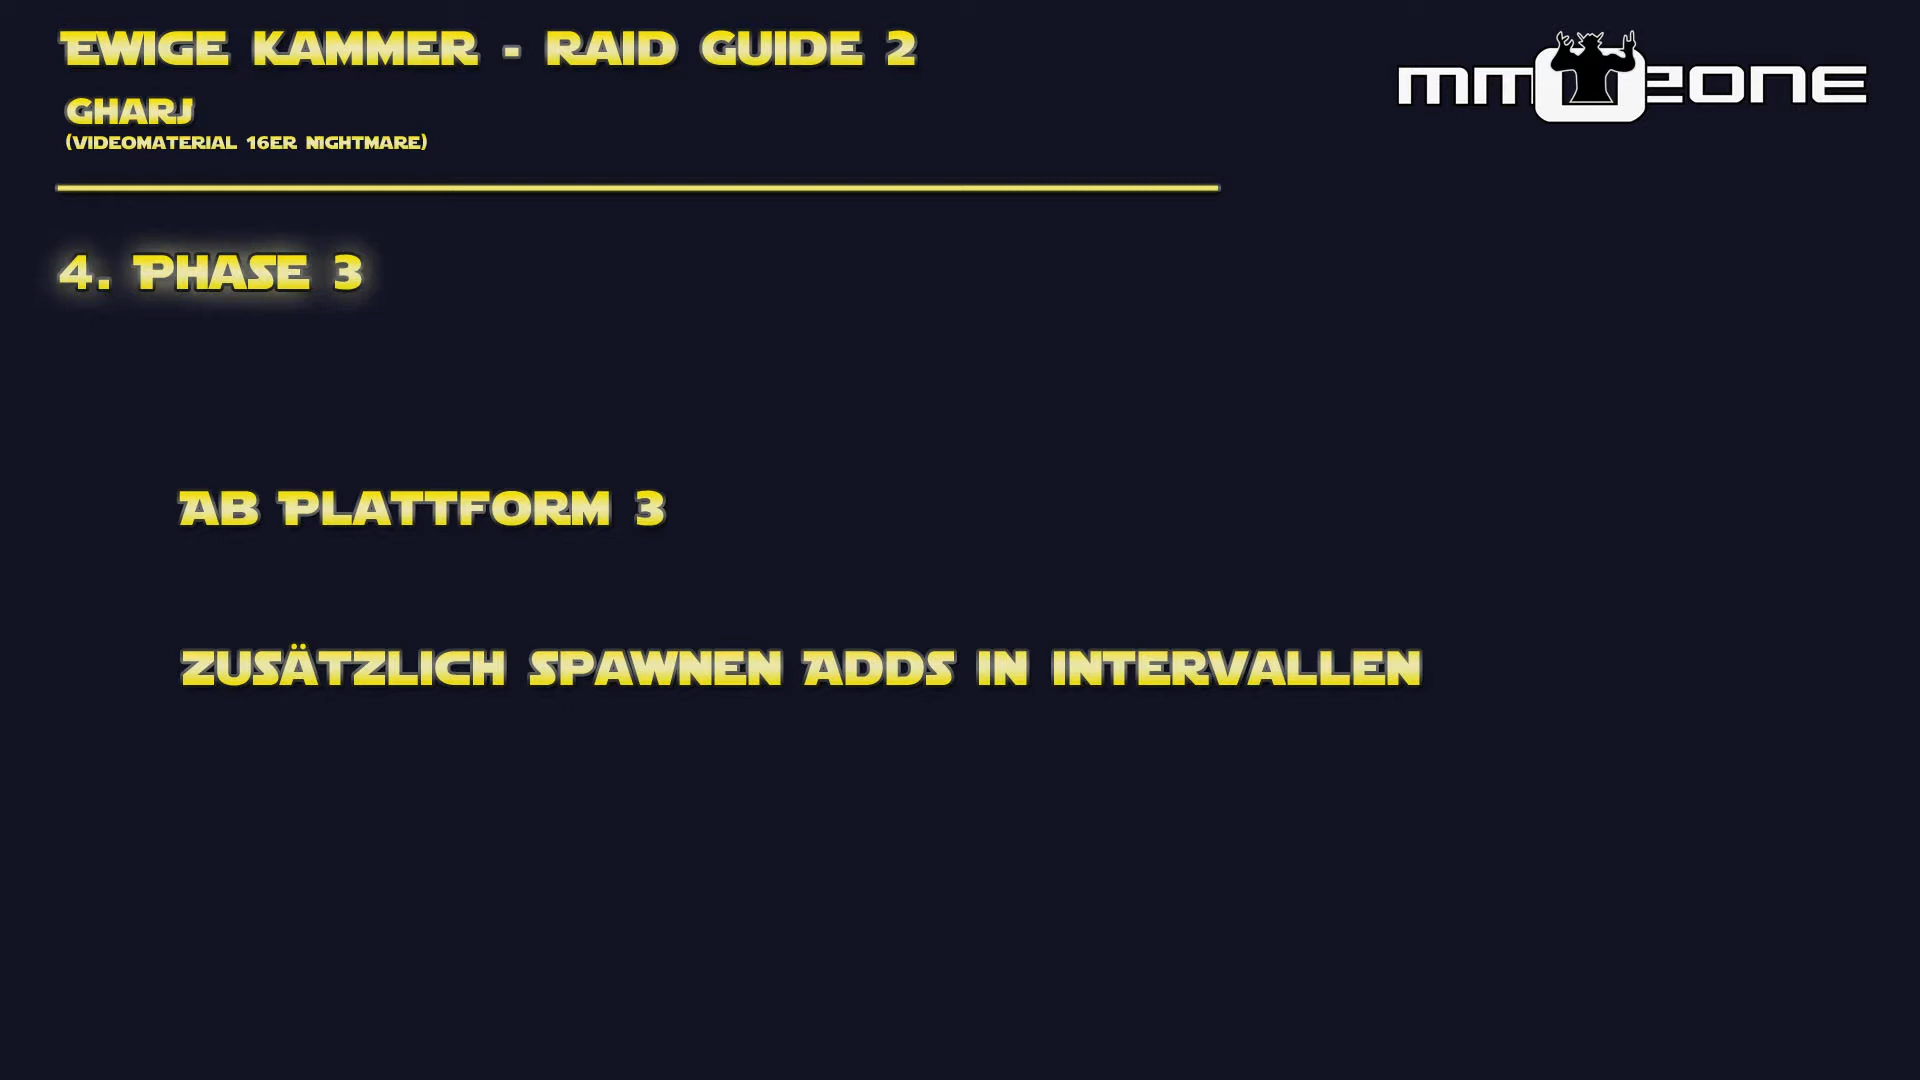 EWIGE KAMMER - RAID GUIDE 2
GHARJ
(VIDEOMATERIAL 16ER NIGHTMARE)
MMOZONE
4. PHASE 3
AB PLATTFORM 3
ZUSÄTZLICH SPAWNEN ADDS IN INTERVALLEN